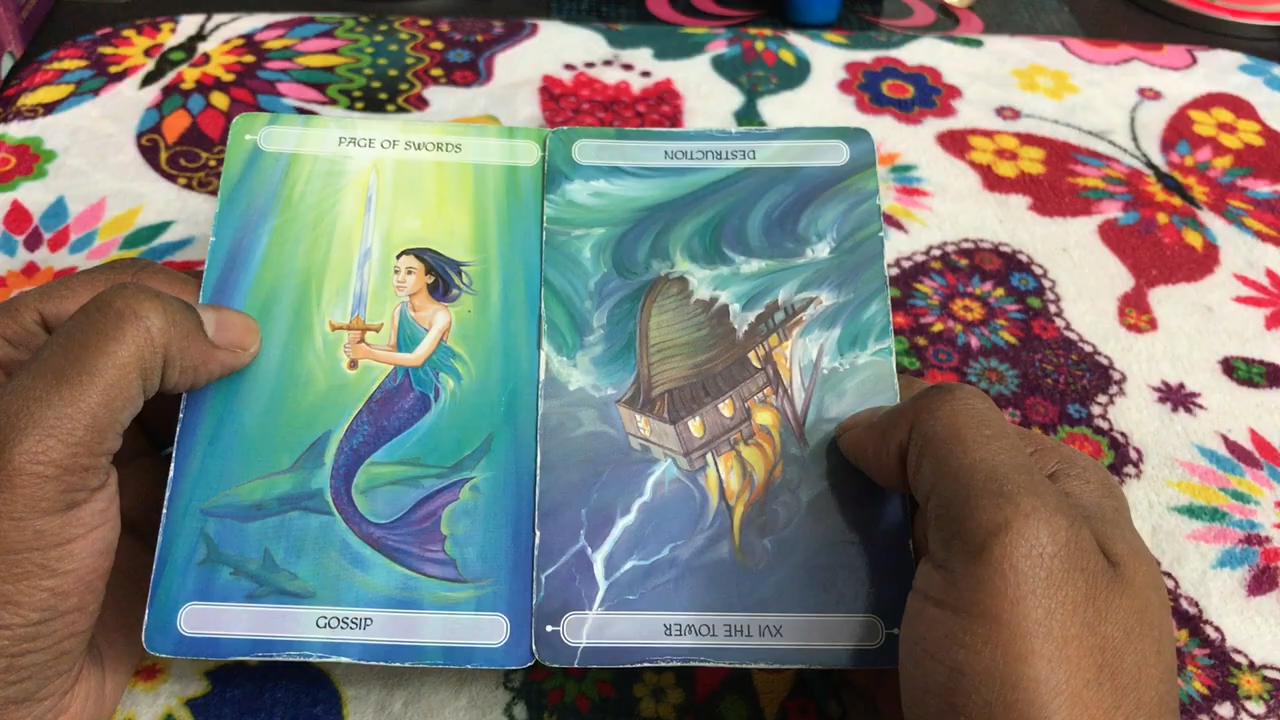 PAGE OF SWORDS
GOSSIP
DESTRUCTION
XVI THE TOWER